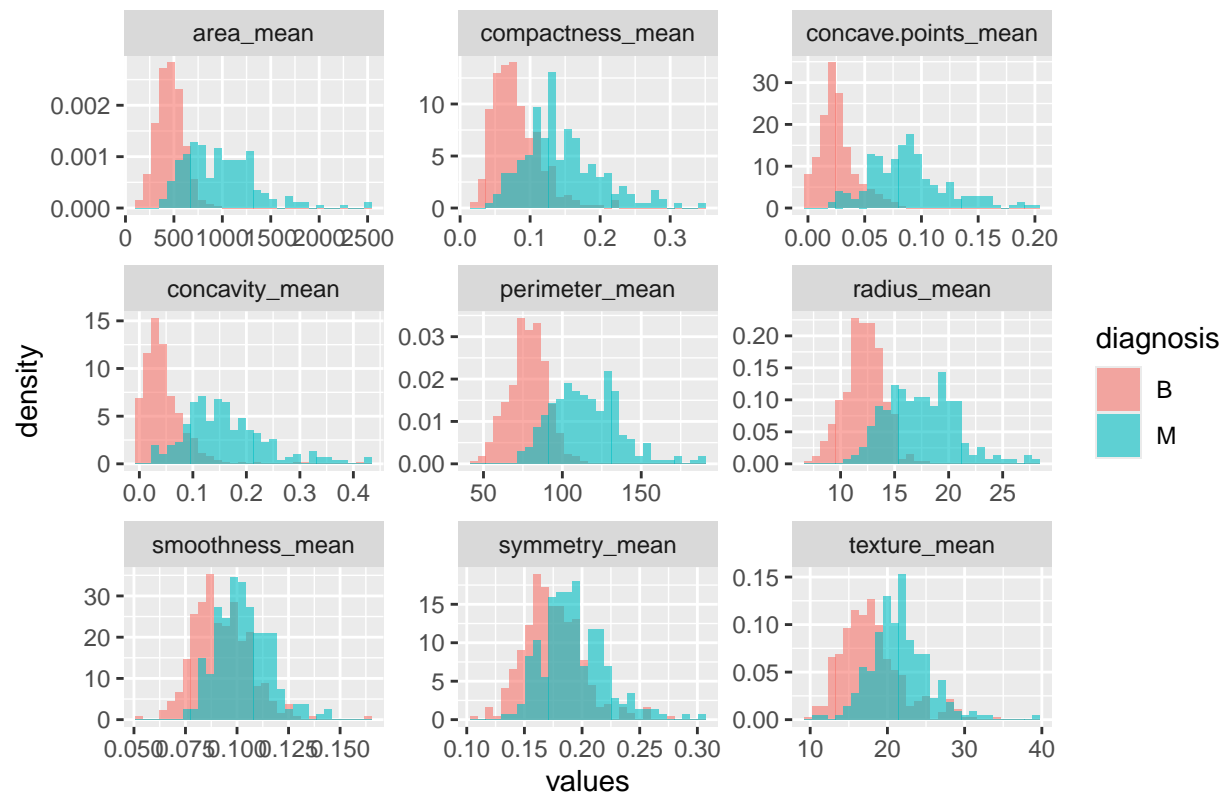 area_mean compactness_mean concave.points_mean
0.002
0.001
0.000
10
5
0
30
20
10
0
0 500 1000 1500 2000 2500
0.0 0.1 0.2 0.3
0.00 0.05 0.10 0.15 0.20
concavity_mean perimeter_mean radius_mean
15
10
5
0
0.03
0.02
0.01
0.00
0.20
0.15
0.10
0.05
0.00
0.0 0.1 0.2 0.3 0.4
50 100 150
10 15 20 25
smoothness_mean symmetry_mean texture_mean
30
20
10
0
15
10
5
0
0.15
0.10
0.05
0.00
0.050 0.075 0.100 0.125 0.150
0.10 0.15 0.20 0.25 0.30
10 20 30 40
values
density
diagnosis
B
M